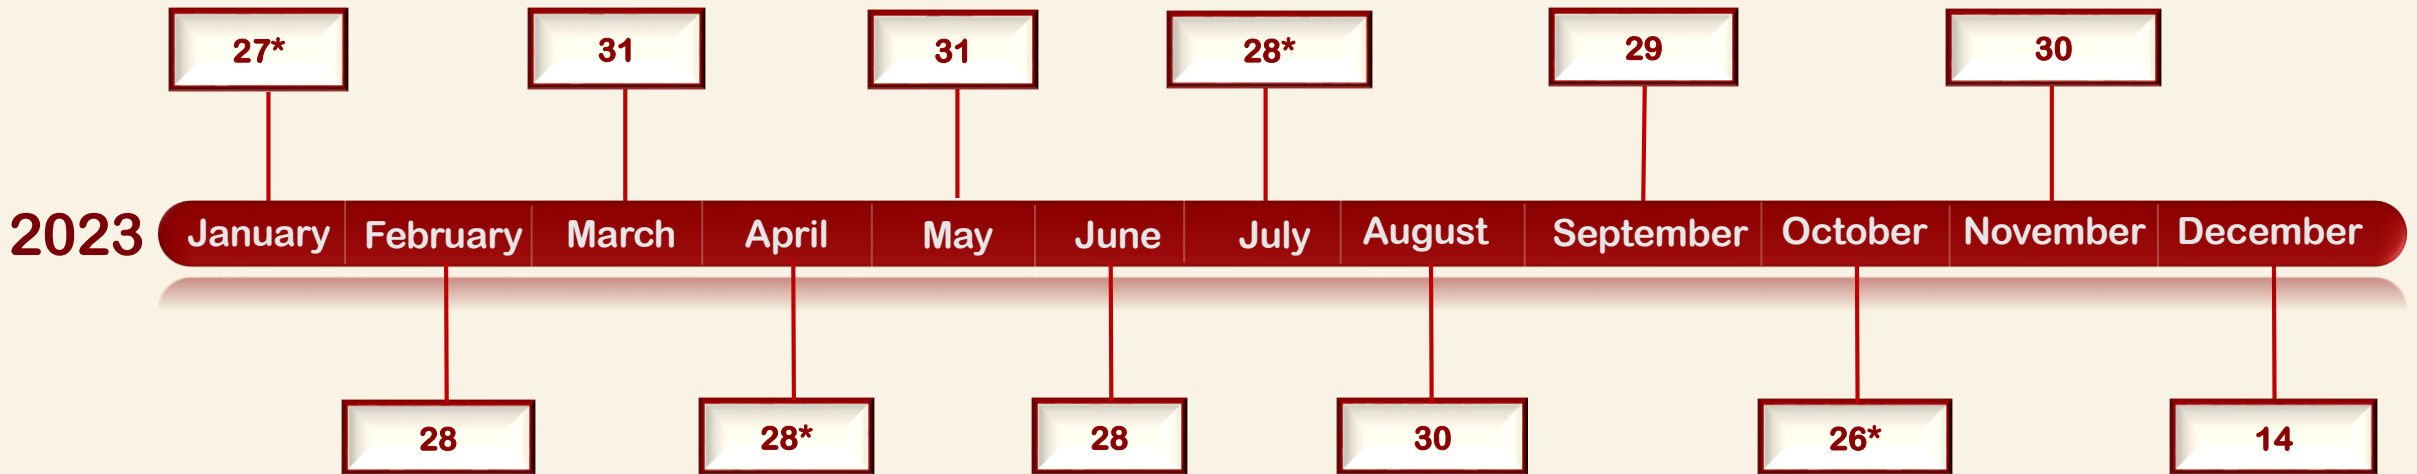 27* 31 31 28* 29 30
2023 January February March April May June July August September October November December
28 28* 28 30 26* 14